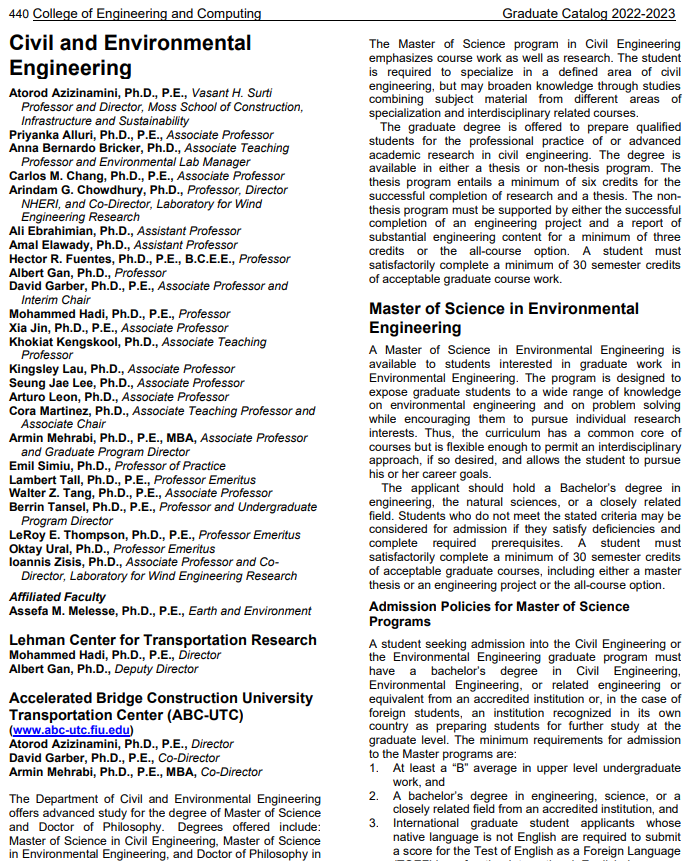 440 College of Engineering and Computing
Graduate Catalog 2022-2023
Civil and Environmental
Engineering
Atorod Azizinamini, Ph.D., P.E., Vasant H. Surti
Professor and Director, Moss School of Construction,
Infrastructure and Sustainability
Priyanka Alluri, Ph.D., P.E., Associate Professor
Anna Bernardo Bricker, Ph.D., Associate Teaching
Professor and Environmental Lab Manager
Carlos M. Chang, Ph.D., P.E., Associate Professor
Arindam G. Chowdhury, Ph.D., Professor, Director
NHERI, and Co-Director, Laboratory for Wind
Engineering Research
Ali Ebrahimian, Ph.D., Assistant Professor
Amal Elawady, Ph.D., Assistant Professor
Hector R. Fuentes, Ph.D., P.E., B.C.E.E., Professor
Albert Gan, Ph.D., Professor
David Garber, Ph.D., P.E., Associate Professor and
Interim Chair
Mohammed Hadi, Ph.D., P.E., Professor
Xia Jin, Ph.D., P.E., Associate Professor
Khokiat Kengskool, Ph.D., Associate Teaching
Professor
Kingsley Lau, Ph.D., Associate Professor
Seung Jae Lee, Ph.D., Associate Professor
Arturo Leon, Ph.D., Associate Professor
Cora Martinez, Ph.D., Associate Teaching Professor and
Associate Chair
Armin Mehrabi, Ph.D., P.E., MBA, Associate Professor
and Graduate Program Director
Emil Simiu, Ph.D., Professor of Practice
Lambert Tall, Ph.D., P.E., Professor Emeritus
Walter Z. Tang, Ph.D., P.E., Associate Professor
Berrin Tansel, Ph.D., P.E., Professor and Undergraduate
Program Director
LeRoy E. Thompson, Ph.D., P.E., Professor Emeritus
Oktay Ural, Ph.D., Professor Emeritus
Ioannis Zisis, Ph.D., Associate Professor and Co-
Director, Laboratory for Wind Engineering Research
Affiliated Faculty
Assefa M. Melesse, Ph.D., P.E., Earth and Environment
Lehman Center for Transportation Research
Mohammed Hadi, Ph.D., P.E., Director
Albert Gan, Ph.D., Deputy Director
Accelerated Bridge Construction University
Transportation Center (ABC-UTC)
(www.abc-utc.fiu.edu)
Atorod Azizinamini, Ph.D., P.E., Director
David Garber, Ph.D., P.E., Co-Director
Armin Mehrabi, Ph.D., P.E., MBA, Co-Director
The Department of Civil and Environmental Engineering
offers advanced study for the degree of Master of Science
and Doctor of Philosophy. Degrees offered include:
Master of Science in Civil Engineering, Master of Science
in Environmental Engineering, and Doctor of Philosophy in
The Master of Science program in Civil Engineering
emphasizes course work as well as research. The student
is required to specialize in a defined area of civil
engineering, but may broaden knowledge through studies
combining subject material from different areas of
specialization and interdisciplinary related courses.
The graduate degree is offered to prepare qualified
students for the professional practice of or advanced
academic research in civil engineering. The degree is
available in either a thesis or non-thesis program. The
thesis program entails a minimum of six credits for the
successful completion of research and a thesis. The non-
thesis program must be supported by either the successful
completion of an engineering project and a report of
substantial engineering content for a minimum of three
credits or the all-course option. A student must
satisfactorily complete a minimum of 30 semester credits
of acceptable graduate course work.
Master of Science in Environmental
Engineering
A Master of Science in Environmental Engineering is
available to students interested in graduate work in
Environmental Engineering. The program is designed to
expose graduate students to a wide range of knowledge
on environmental engineering and on problem solving
while encouraging them to pursue individual research
interests. Thus, the curriculum has a common core of
courses but is flexible enough to permit an interdisciplinary
approach, if so desired, and allows the student to pursue
his or her career goals.
The applicant should hold a Bachelor's degree in
engineering, the natural sciences, or a closely related
field. Students who do not meet the stated criteria may be
considered for admission if they satisfy deficiencies and
complete required prerequisites. A student must
satisfactorily complete a minimum of 30 semester credits
of acceptable graduate courses, including either a master
thesis or an engineering project or the all-course option.
Admission Policies for Master of Science
Programs
A student seeking admission into the Civil Engineering or
the Environmental Engineering graduate program must
have a bachelor's degree in Civil Engineering,
Environmental Engineering, or related engineering or
equivalent from an accredited institution or, in the case of
foreign students, an institution recognized in its own
country as preparing students for further study at the
graduate level. The minimum requirements for admission
to the Master programs are:
1. At least a “B” average in upper level undergraduate
work, and
2. A bachelor's degree in engineering, science, or a
closely related field from an accredited institution, and
3. International graduate student applicants whose
native language is not English are required to submit
a score for the Test of English as a Foreign Language